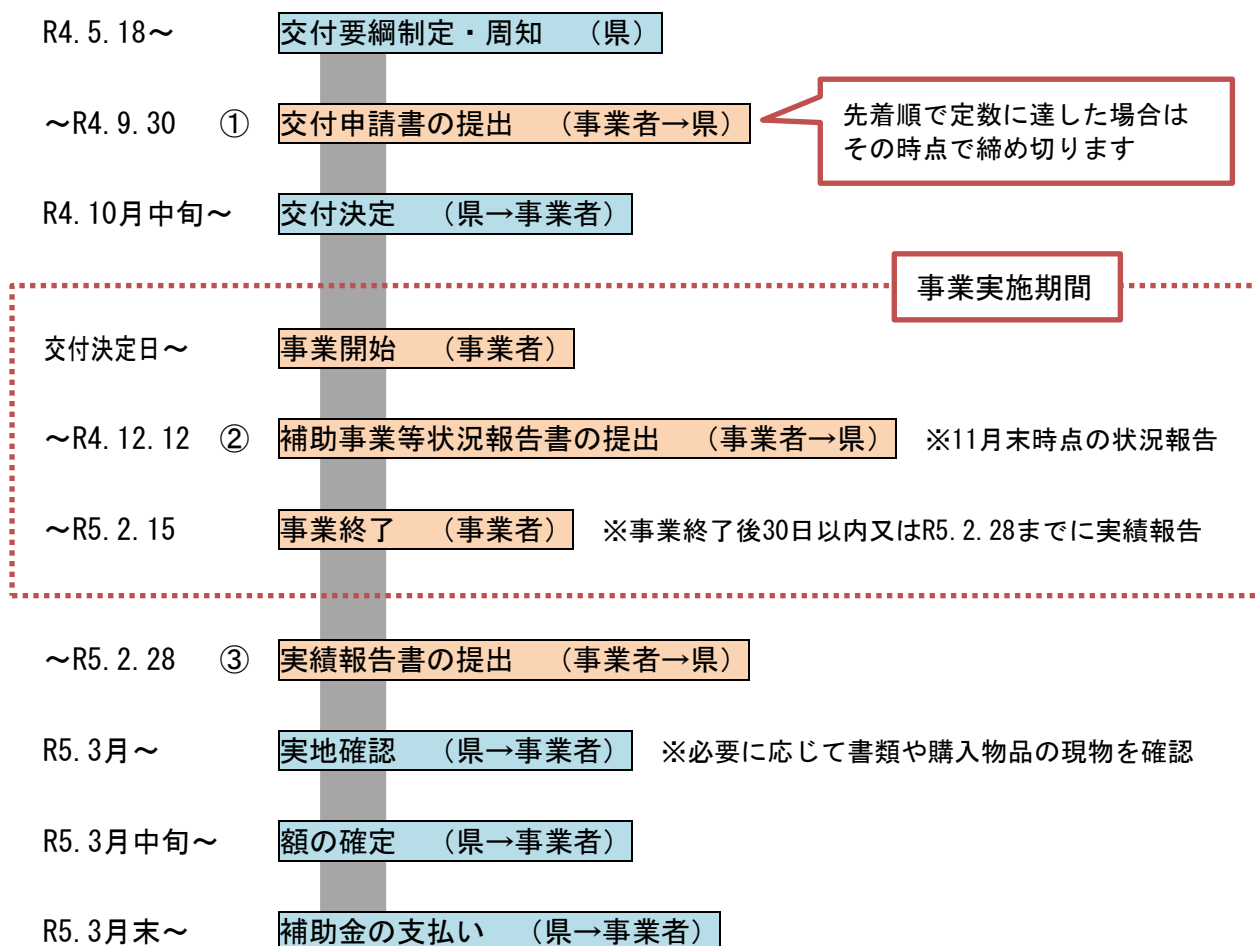 R4.5.18～ 交付要綱制定・周知 （県）
～R4.9.30 ① 交付申請書の提出 （事業者→県）
先着順で定数に達した場合は
その時点で締め切ります
R4.10月中旬～ 交付決定 （県→事業者）
事業実施期間
交付決定日～ 事業開始 （事業者）
～R4.12.12 ② 補助事業等状況報告書の提出 （事業者→県） ※11月末時点の状況報告
～R5.2.15 事業終了 （事業者） ※事業終了後30日以内又はR5.2.28までに実績報告
～R5.2.28 ③ 実績報告書の提出 （事業者→県）
R5.3月～ 実地確認 （県→事業者） ※必要に応じて書類や購入物品の現物を確認
R5.3月中旬～ 額の確定 （県→事業者）
R5.3月末～ 補助金の支払い （県→事業者）